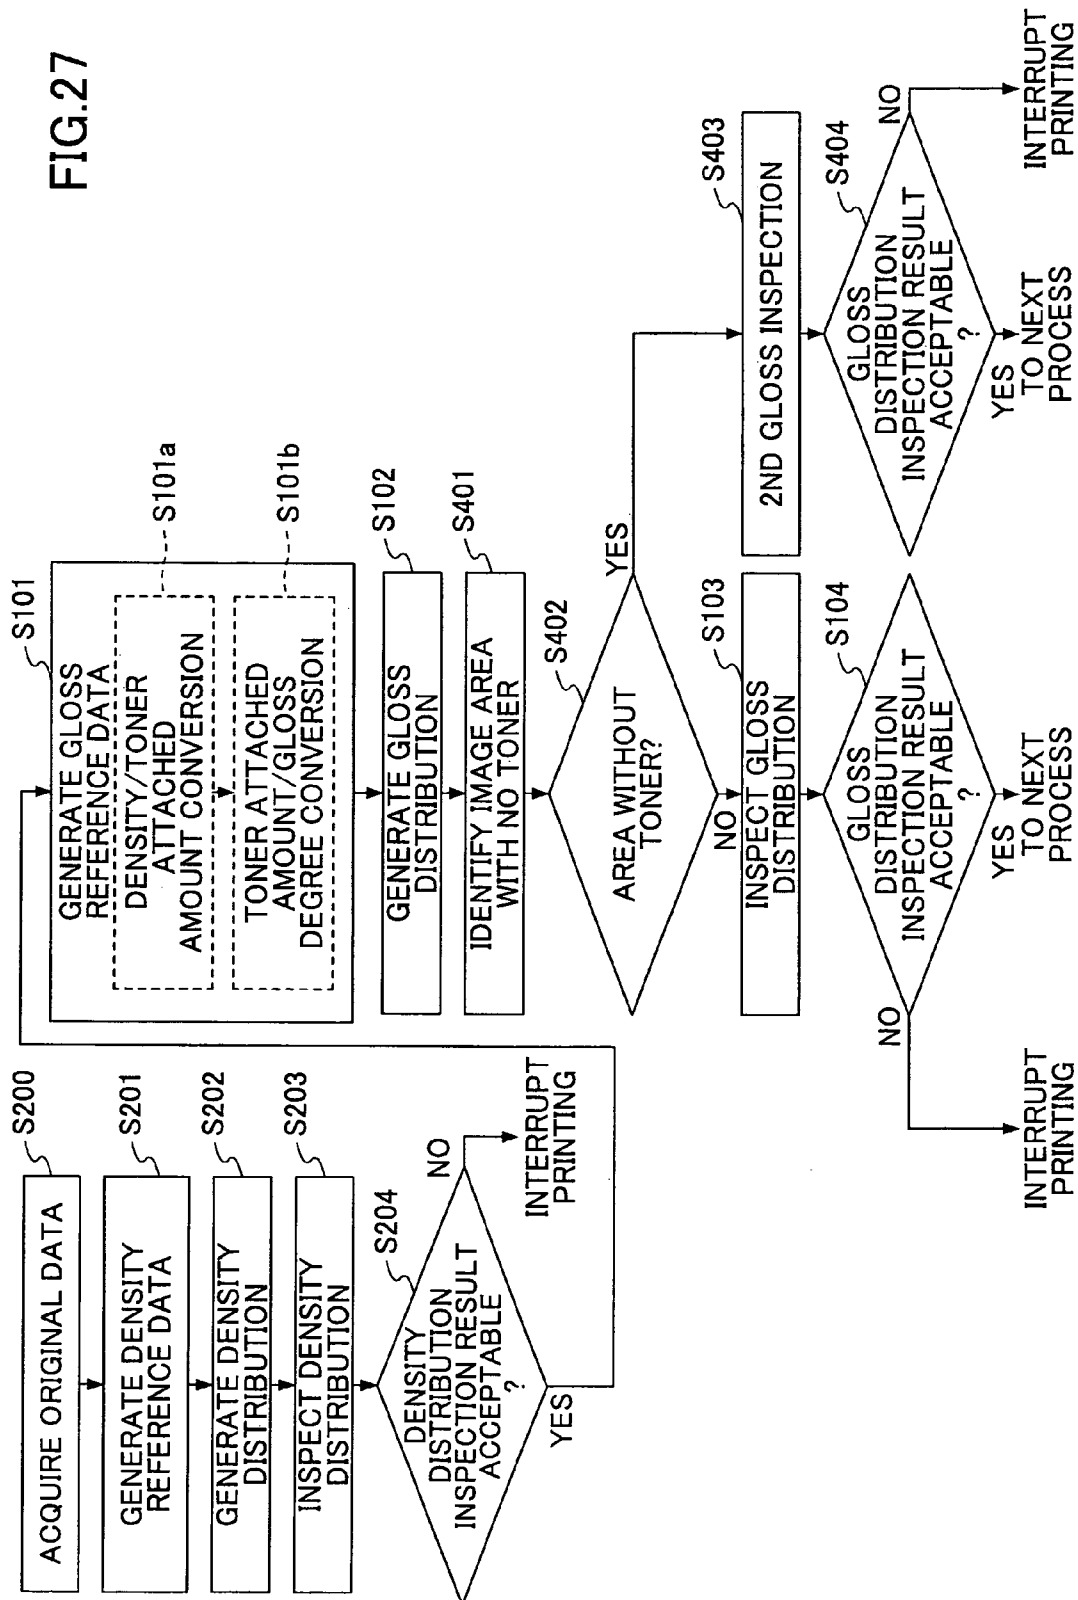 FIG.27
S200
ACQUIRE ORIGINAL DATA
S201
GENERATE DENSITY
REFERENCE DATA
S202
GENERATE DENSITY
DISTRIBUTION
S203
INSPECT DENSITY
DISTRIBUTION
S204
DENSITY
DISTRIBUTION
INSPECTION RESULT
ACCEPTABLE
?
NO
INTERRUPT
PRINTING
YES
S101
GENERATE GLOSS
REFERENCE DATA
S101a
DENSITY/TONER
ATTACHED
AMOUNT CONVERSION
S101b
TONER ATTACHED
AMOUNT/GLOSS
DEGREE CONVERSION
S102
GENERATE GLOSS
DISTRIBUTION
S401
IDENTIFY IMAGE AREA
WITH NO TONER
S402
AREA WITHOUT
TONER?
YES
NO
S103
INSPECT GLOSS
DISTRIBUTION
S104
GLOSS
DISTRIBUTION
INSPECTION RESULT
ACCEPTABLE
?
NO
INTERRUPT
PRINTING
YES
TO NEXT
PROCESS
S403
2ND GLOSS INSPECTION
S404
GLOSS
DISTRIBUTION
INSPECTION RESULT
ACCEPTABLE
?
NO
INTERRUPT
PRINTING
YES
TO NEXT
PROCESS